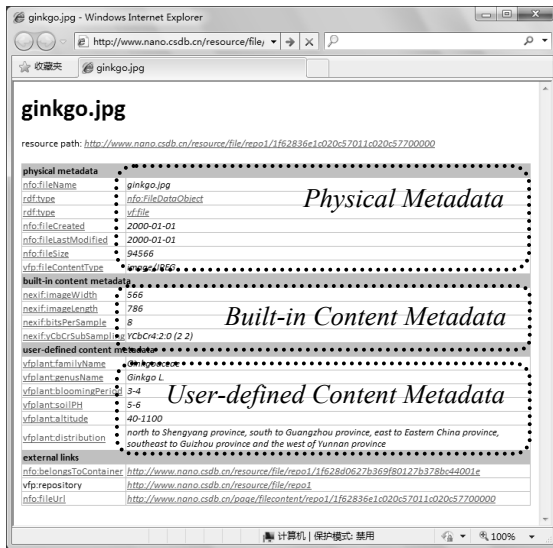 ginkgo.jpg - Windows Internet Explorer
http://www.nano.csdb.cn/resource/file/
收藏夹 ginkgo.jpg
ginkgo.jpg
resource path: http://www.nano.csdb.cn/resource/file/repo1/1f62836e1c020c57011c020c57700000
physical metadata
nfo:fileName ginkgo.jpg
rdf:type nfo:FileDataObject
rdf:type vf:file
nfo:fileCreated 2000-01-01
nfo:fileLastModified 2000-01-01
nfo:fileSize 94566
vfp:fileContentType image/JPEG
Physical Metadata
built-in content metadata
nexif:imageWidth 566
nexif:imageLength 786
nexif:bitsPerSample 8
nexif:yCbCrSubSampling YCbCr4:2:0 (2 2)
Built-in Content Metadata
user-defined content metadata
vfplant:familyName Ginkgoaceae
vfplant:genusName Ginkgo L.
vfplant:bloomingPeriod 3-4
vfplant:soilPH 5-6
vfplant:altitude 40-1100
vfplant:distribution north to Shengyang province, south to Guangzhou province, east to Eastern China province,
southeast to Guizhou province and the west of Yunnan province
User-defined Content Metadata
external links
nfo:belongsToContainer http://www.nano.csdb.cn/resource/file/repo1/1f628d0627b369f80127b378bc44001e
vfp:repository http://www.nano.csdb.cn/resource/file/repo1
nfo:fileUrl http://www.nano.csdb.cn/page/filecontent/repo1/1f62836e1c020c57011c020c57700000
计算机 | 保护模式: 禁用 100%